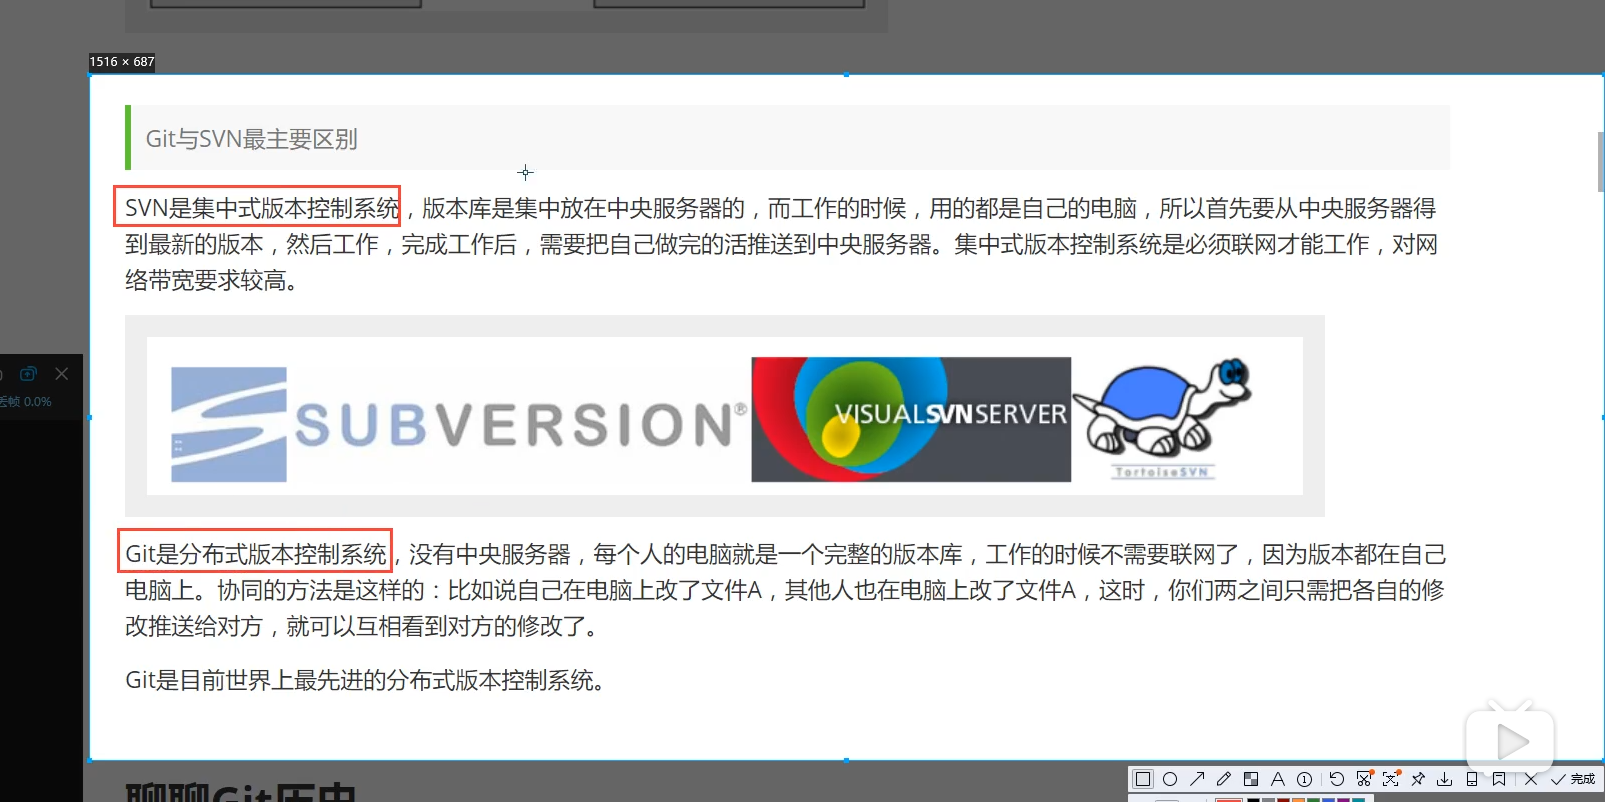 1516 × 687
Git与SVN最主要区别
SVN是集中式版本控制系统，版本库是集中放在中央服务器的，而工作的时候，用的都是自己的电脑，所以首先要从中央服务器得
到最新的版本，然后工作，完成工作后，需要把自己做完的活推送到中央服务器。集中式版本控制系统是必须联网才能工作，对网
络带宽要求较高。
丢帧 0.0%
SUBVERSION®
VISUALSVNSERVER
TortoiseSVN
Git是分布式版本控制系统，没有中央服务器，每个人的电脑就是一个完整的版本库，工作的时候不需要联网了，因为版本都在自己
电脑上。协同的方法是这样的：比如说自己在电脑上改了文件A，其他人也在电脑上改了文件A，这时，你们两之间只需把各自的修
改推送给对方，就可以互相看到对方的修改了。
Git是目前世界上最先进的分布式版本控制系统。
完成
聊聊Git历史